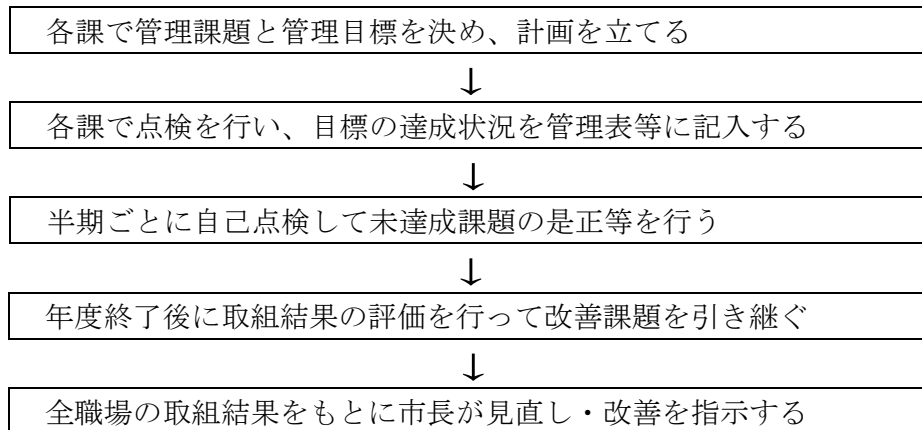 各課で管理課題と管理目標を決め、計画を立てる
↓
各課で点検を行い、目標の達成状況を管理表等に記入する
↓
半期ごとに自己点検して未達成課題の是正等を行う
↓
年度終了後に取組結果の評価を行って改善課題を引き継ぐ
↓
全職場の取組結果をもとに市長が見直し・改善を指示する